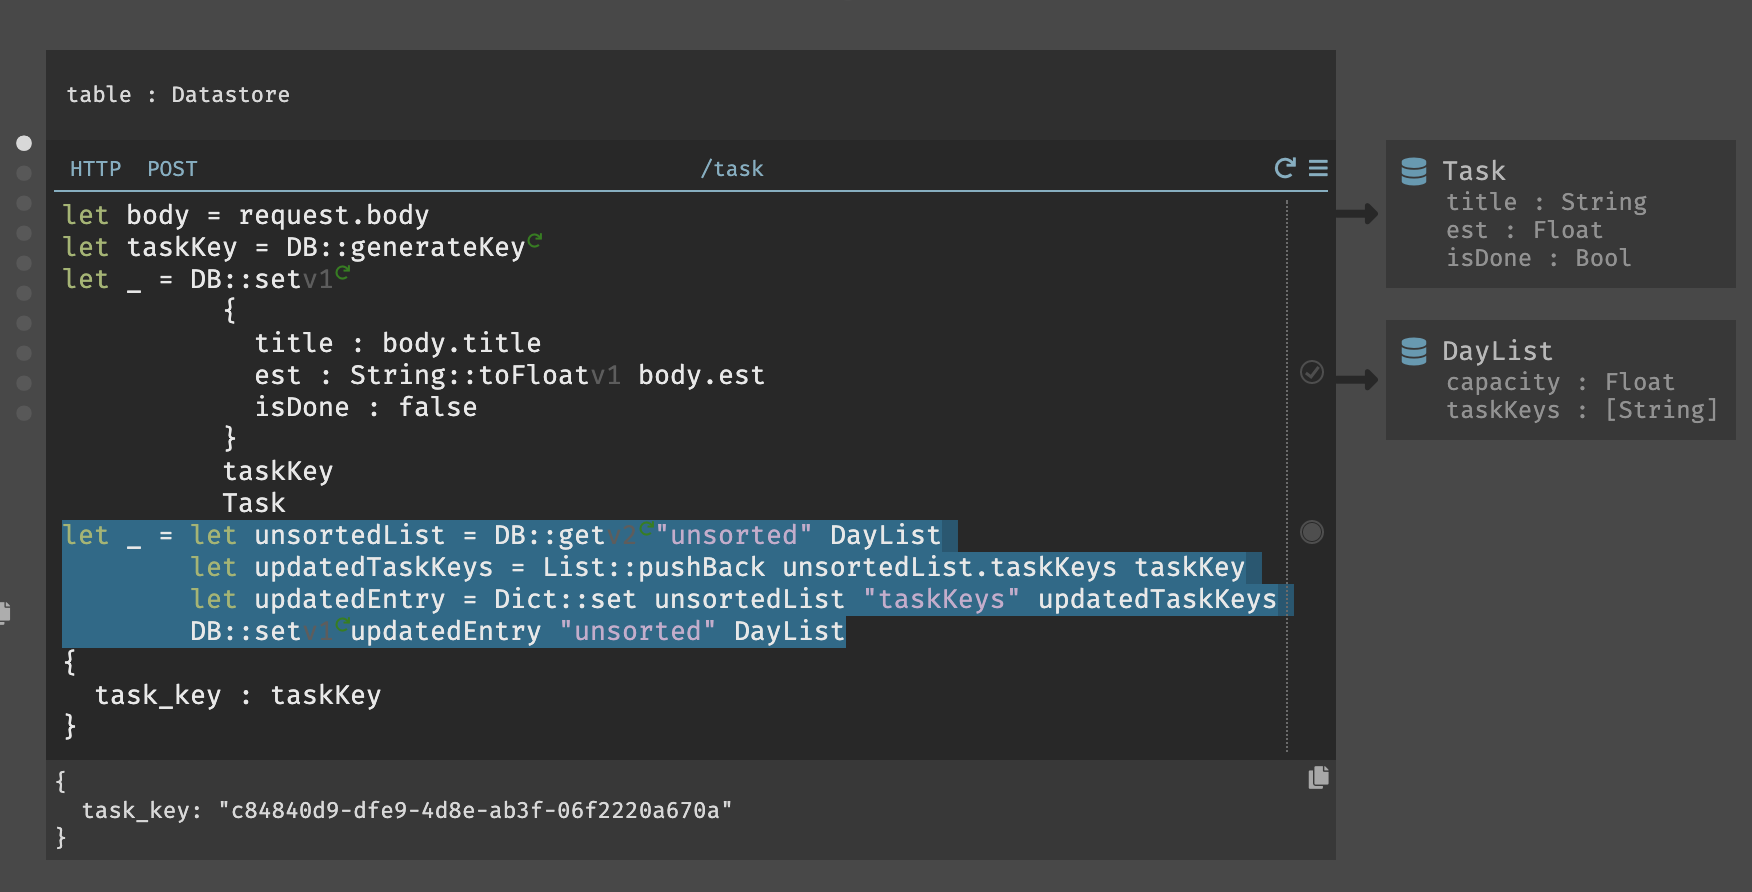 table : Datastore
HTTP POST /task
let body = request.body
let taskKey = DB::generateKey
let _ = DB::setv1
{
title : body.title
est : String::toFloatv1 body.est
isDone : false
}
taskKey
Task
let _ = let unsortedList = DB::getv2 "unsorted" DayList
let updatedTaskKeys = List::pushBack unsortedList.taskKeys taskKey
let updatedEntry = Dict::set unsortedList "taskKeys" updatedTaskKeys
DB::setv1 updatedEntry "unsorted" DayList
{
task_key : taskKey
}
{
task_key: "c84840d9-dfe9-4d8e-ab3f-06f2220a670a"
}
Task
title : String
est : Float
isDone : Bool
DayList
capacity : Float
taskKeys : [String]